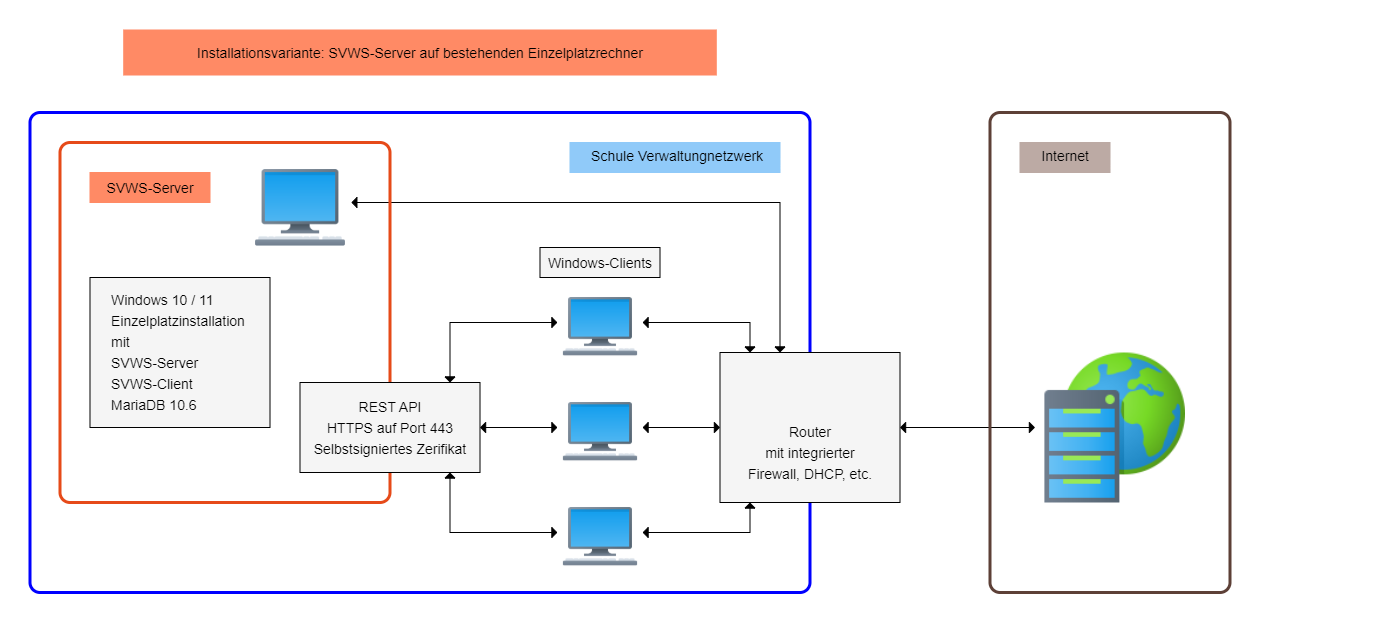 Installationsvariante: SVWS-Server auf bestehenden Einzelplatzrechner
Schule Verwaltungnetzwerk
Internet
SVWS-Server
Windows-Clients
Windows 10 / 11
Einzelplatzinstallation
mit
SVWS-Server
SVWS-Client
MariaDB 10.6
REST API
HTTPS auf Port 443
Selbstsigniertes Zerifikat
Router
mit integrierter
Firewall, DHCP, etc.